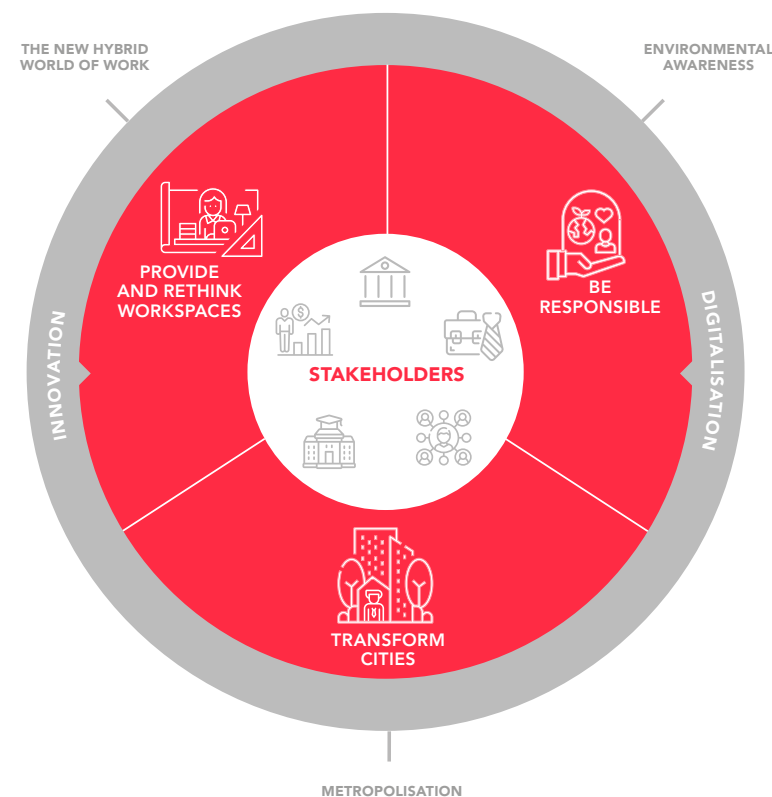 THE NEW HYBRID
WORLD OF WORK
ENVIRONMENTAL
AWARENESS
PROVIDE
AND RETHINK
WORKSPACES
BE
RESPONSIBLE
INNOVATION
DIGITALISATION
$
STAKEHOLDERS
TRANSFORM
CITIES
METROPOLISATION